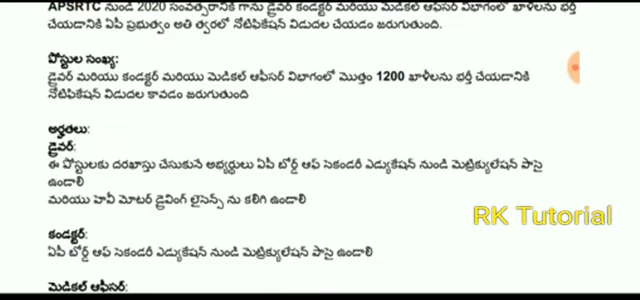 APSRTC నుండి 2020 సంవత్సరానికి గాను డ్రైవర్ కండక్టర్ మరియు మెడికల్ ఆఫీసర్ విభాగంలో ఖాళీలను భర్తీ
చేయడానికి ఏపీ ప్రభుత్వం అతి త్వరలో నోటిఫికేషన్ విడుదల చేయడం జరుగుతుంది.
పోస్టుల సంఖ్య:
డ్రైవర్ మరియు కండక్టర్ మరియు మెడికల్ ఆఫీసర్ విభాగంలో మొత్తం 1200 ఖాళీలను భర్తీ చేయడానికి
నోటిఫికేషన్ విడుదల కావడం జరుగుతుంది
అర్హతలు:
డ్రైవర్:
ఈ పోస్టులకు దరఖాస్తు చేసుకునే అభ్యర్థులు ఏపీ బోర్డ్ ఆఫ్ సెకండరీ ఎడ్యుకేషన్ నుండి మెట్రిక్యులేషన్ పాసై
ఉండాలి
మరియు హెవీ మోటర్ డ్రైవింగ్ లైసెన్స్ ను కలిగి ఉండాలి
RK Tutorial
కండక్టర్:
ఏపీ బోర్డ్ ఆఫ్ సెకండరీ ఎడ్యుకేషన్ నుండి మెట్రిక్యులేషన్ పాసై ఉండాలి
మెడికల్ ఆఫీసర్: